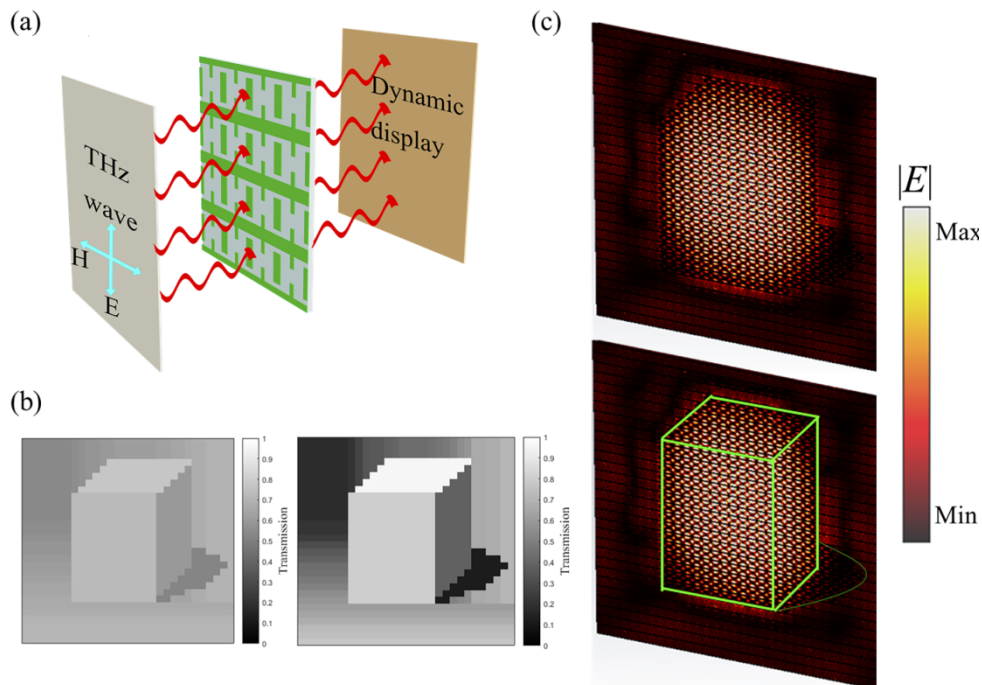 (a)
THz
wave
H
E
Dynamic
display
(b)
1
0.9
0.8
0.7
0.6
0.5
0.4
0.3
0.2
0.1
0
Transmission
1
0.9
0.8
0.7
0.6
0.5
0.4
0.3
0.2
0.1
0
Transmission
(c)
|E|
Max
Min